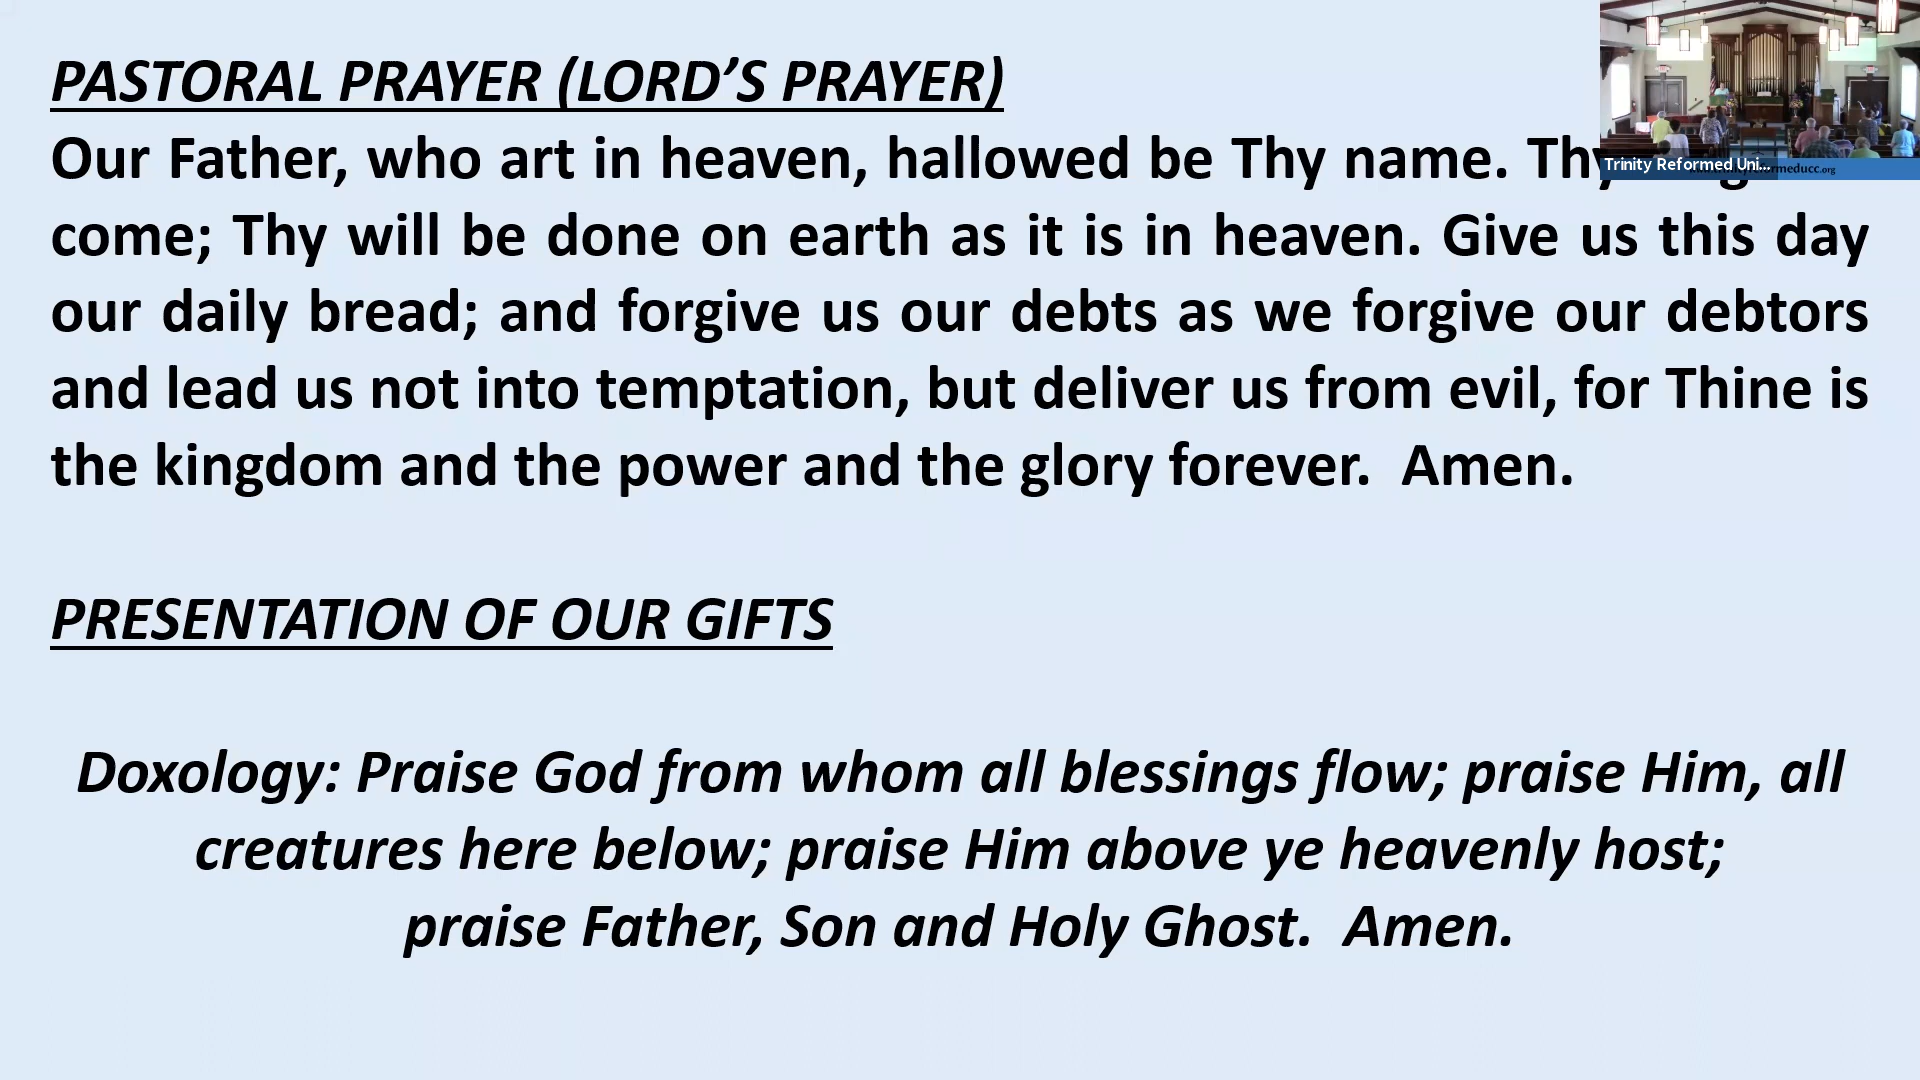 PASTORAL PRAYER (LORD’S PRAYER)
Our Father, who art in heaven, hallowed be Thy name. Thy
come; Thy will be done on earth as it is in heaven. Give us this day
our daily bread; and forgive us our debts as we forgive our debtors
and lead us not into temptation, but deliver us from evil, for Thine is
the kingdom and the power and the glory forever. Amen.
PRESENTATION OF OUR GIFTS
Doxology: Praise God from whom all blessings flow; praise Him, all
creatures here below; praise Him above ye heavenly host;
praise Father, Son and Holy Ghost. Amen.
Trinity Reformed Uni...